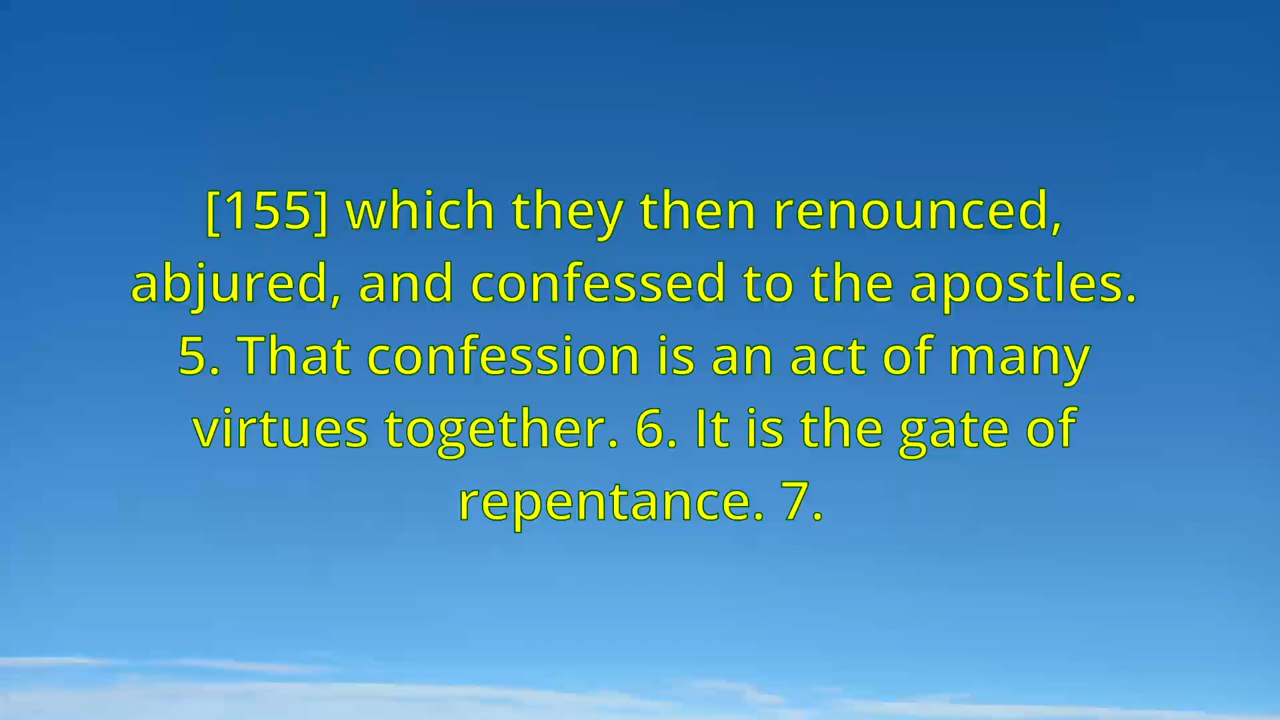 [155] which they then renounced,
abjured, and confessed to the apostles.
5. That confession is an act of many
virtues together. 6. It is the gate of
repentance. 7.